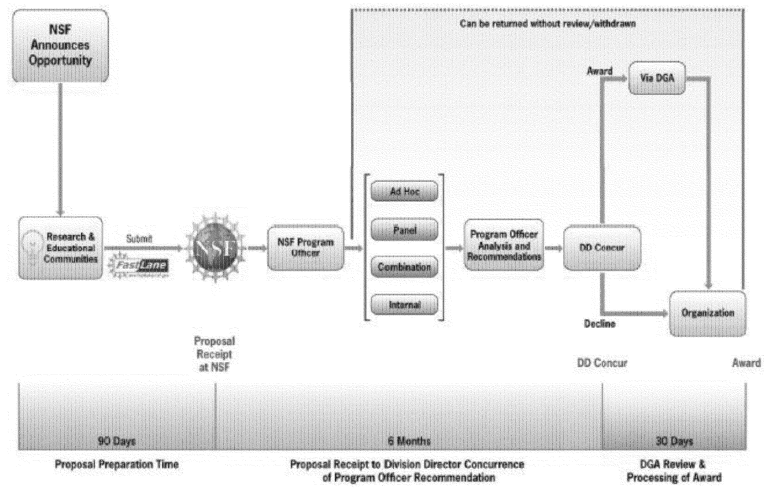 NSF
Announces
Opportunity
Can be returned without review/withdrawn
Award
Via DGA
Research &
Educational
Communities
Submit
FastLane
NSF
NSF Program
Officer
Ad Hoc
Panel
Combination
Internal
Program Officer
Analysis and
Recommendations
DD Concur
Organization
Decline
Proposal
Receipt
at NSF
DD Concur
Award
90 Days
6 Months
30 Days
Proposal Preparation Time
Proposal Receipt to Division Director Concurrence
of Program Officer Recommendation
DGA Review &
Processing of Award